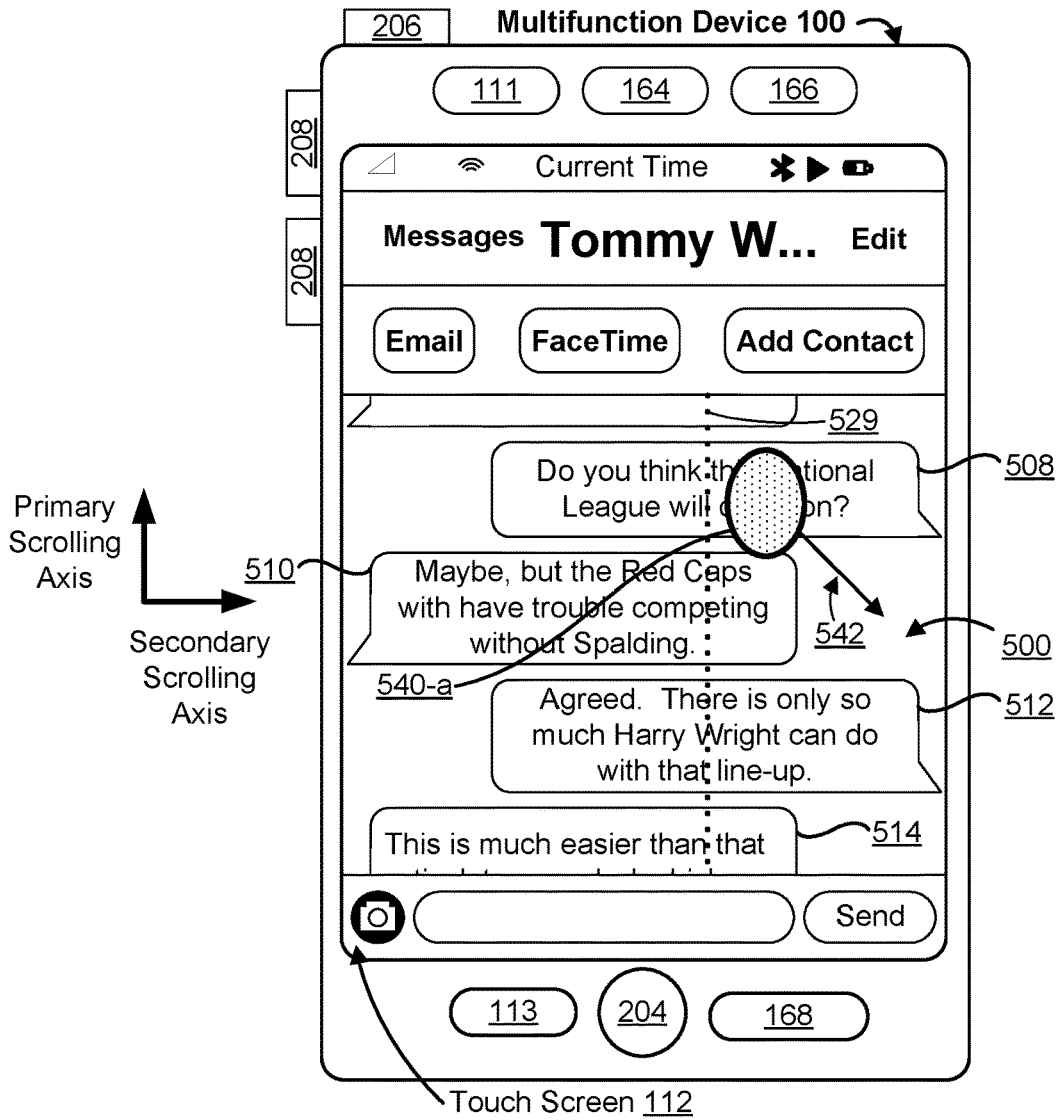 206
Multifunction Device 100
111
164
166
208
208
Current Time
Messages
Tommy W...
Edit
Email
FaceTime
Add Contact
529
Do you think
League will
508
Primary
Scrolling
Axis
Secondary
Scrolling
Axis
510
Maybe, but the Red Caps
with have trouble competing
without Spalding.
542
500
540-a
Agreed. There is only so
much Harry Wright can do
with that line-up.
512
This is much easier than that
514
Send
113
204
168
Touch Screen 112